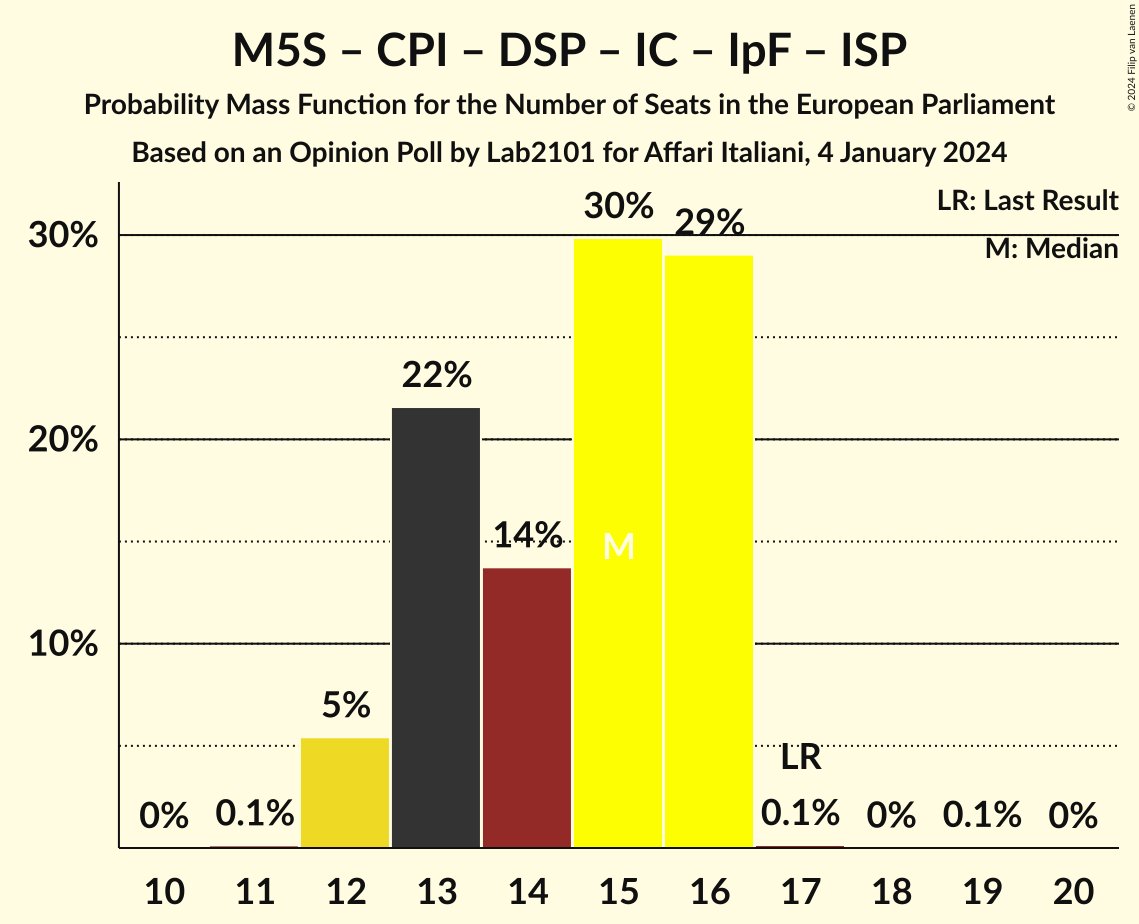 M5S – CPI – DSP – IC – IpF – ISP
Probability Mass Function for the Number of Seats in the European Parliament
Based on an Opinion Poll by Lab2101 for Affari Italiani, 4 January 2024
© 2024 Filip van Laenen
LR: Last Result
M: Median
30%
20%
10%
0%
0.1%
5%
22%
14%
30%
M
29%
LR
0.1%
0%
0.1%
0%
10 11 12 13 14 15 16 17 18 19 20